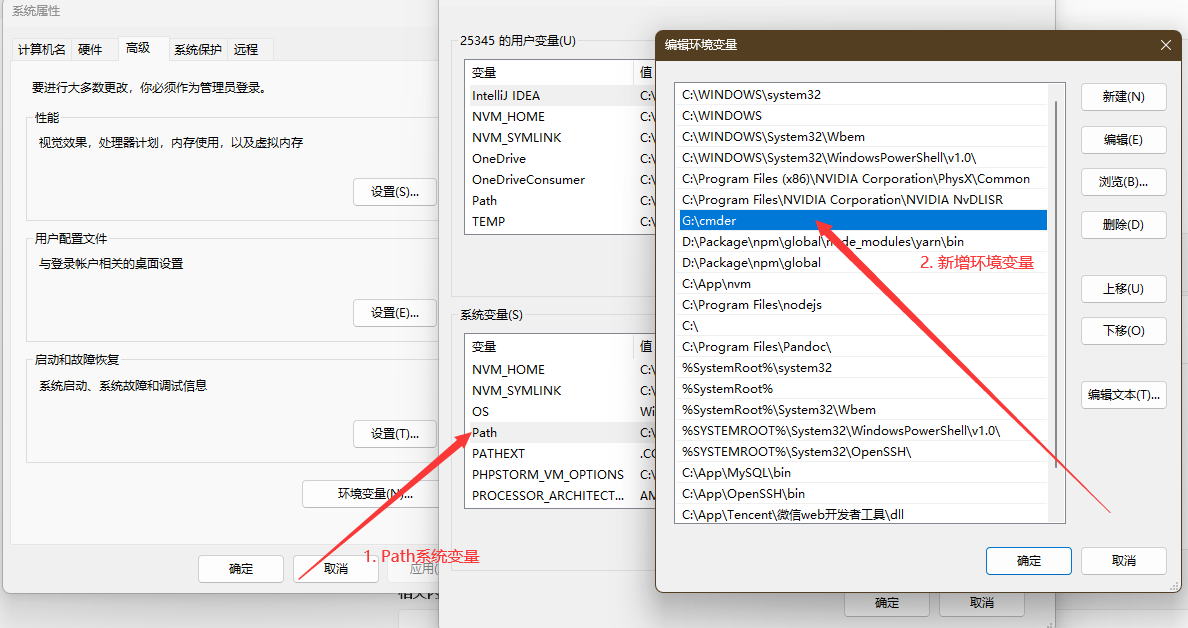 系统属性
计算机名
硬件
高级
系统保护
远程
要进行大多数更改，你必须作为管理员登录。
性能
视觉效果，处理器计划，内存使用，以及虚拟内存
设置(S)...
用户配置文件
与登录帐户相关的桌面设置
设置(E)...
启动和故障恢复
系统启动、系统故障和调试信息
设置(T)...
环境变量(N)...
确定
取消
应用(
1. Path系统变量
25345 的用户变量(U)
变量
值
IntelliJ IDEA
C:\
NVM_HOME
C:\
NVM_SYMLINK
C:\
OneDrive
C:\
OneDriveConsumer
C:\
Path
C:\
TEMP
C:\
系统变量(S)
变量
值
NVM_HOME
C:\
NVM_SYMLINK
C:\
OS
Wi
Path
C:\
PATHEXT
.CC
PHPSTORM_VM_OPTIONS
C:\
PROCESSOR_ARCHITECT...
AM
确定
取消
编辑环境变量
C:\WINDOWS\system32
C:\WINDOWS
C:\WINDOWS\System32\Wbem
C:\WINDOWS\System32\WindowsPowerShell\v1.0\
C:\Program Files (x86)\NVIDIA Corporation\PhysX\Common
C:\Program Files\NVIDIA Corporation\NVIDIA NvDLISR
G:\cmder
D:\Package\npm\global\node_modules\yarn\bin
D:\Package\npm\global
2. 新增环境变量
C:\App\nvm
C:\Program Files\nodejs
C:\
C:\Program Files\Pandoc\
%SystemRoot%\system32
%SystemRoot%
%SystemRoot%\System32\Wbem
%SYSTEMROOT%\System32\WindowsPowerShell\v1.0\
%SYSTEMROOT%\System32\OpenSSH\
C:\App\MySQL\bin
C:\App\OpenSSH\bin
C:\App\Tencent\微信web开发者工具\dll
新建(N)
编辑(E)
浏览(B)...
删除(D)
上移(U)
下移(O)
编辑文本(T)...
确定
取消